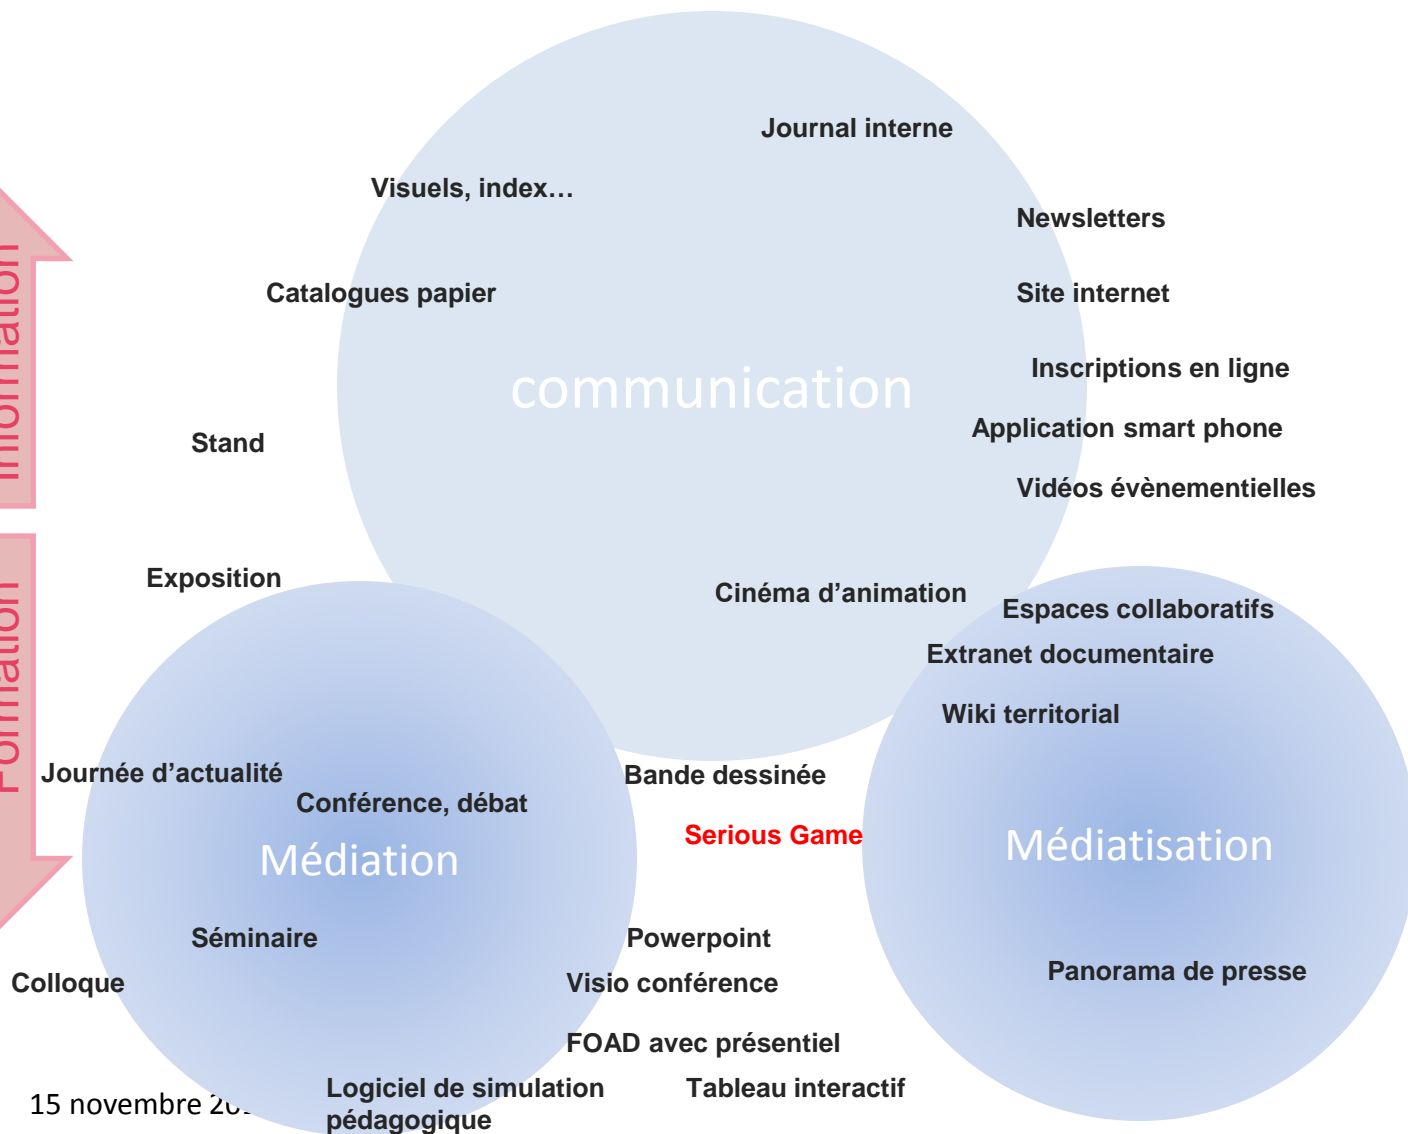 Journal interne
Visuels, index…
Newsletters
Information
Catalogues papier
Site internet
Inscriptions en ligne
communication
Stand
Application smart phone
Vidéos évènementielles
Exposition
Cinéma d'animation
Espaces collaboratifs
Extranet documentaire
Formation
Wiki territorial
Journée d'actualité
Bande dessinée
Conférence, débat
Serious Game
Médiation
Médiatisation
Séminaire
Powerpoint
Colloque
Visio conférence
Panorama de presse
FOAD avec présentiel
Logiciel de simulation
pédagogique
Tableau interactif
15 novembre